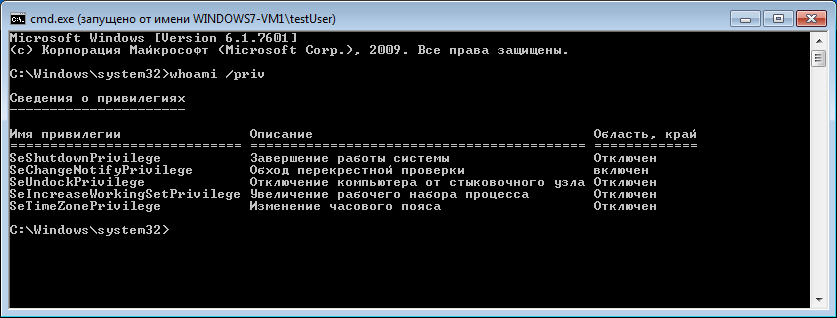 cmd.exe (запущено от имени WINDOWS7-VM1\testUser)
Microsoft Windows [Version 6.1.7601]
(c) Корпорация Майкрософт (Microsoft Corp.), 2009. Все права защищены.
C:\Windows\system32>whoami /priv
Сведения о привилегиях
----------------------
Имя привилегии Описание Область, край
============================= ========================================== =============
SeShutdownPrivilege Завершение работы системы Отключен
SeChangeNotifyPrivilege Обход перекрестной проверки включен
SeUndockPrivilege Отключение компьютера от стыковочного узла Отключен
SeIncreaseWorkingSetPrivilege Увеличение рабочего набора процесса Отключен
SeTimeZonePrivilege Изменение часового пояса Отключен
C:\Windows\system32>